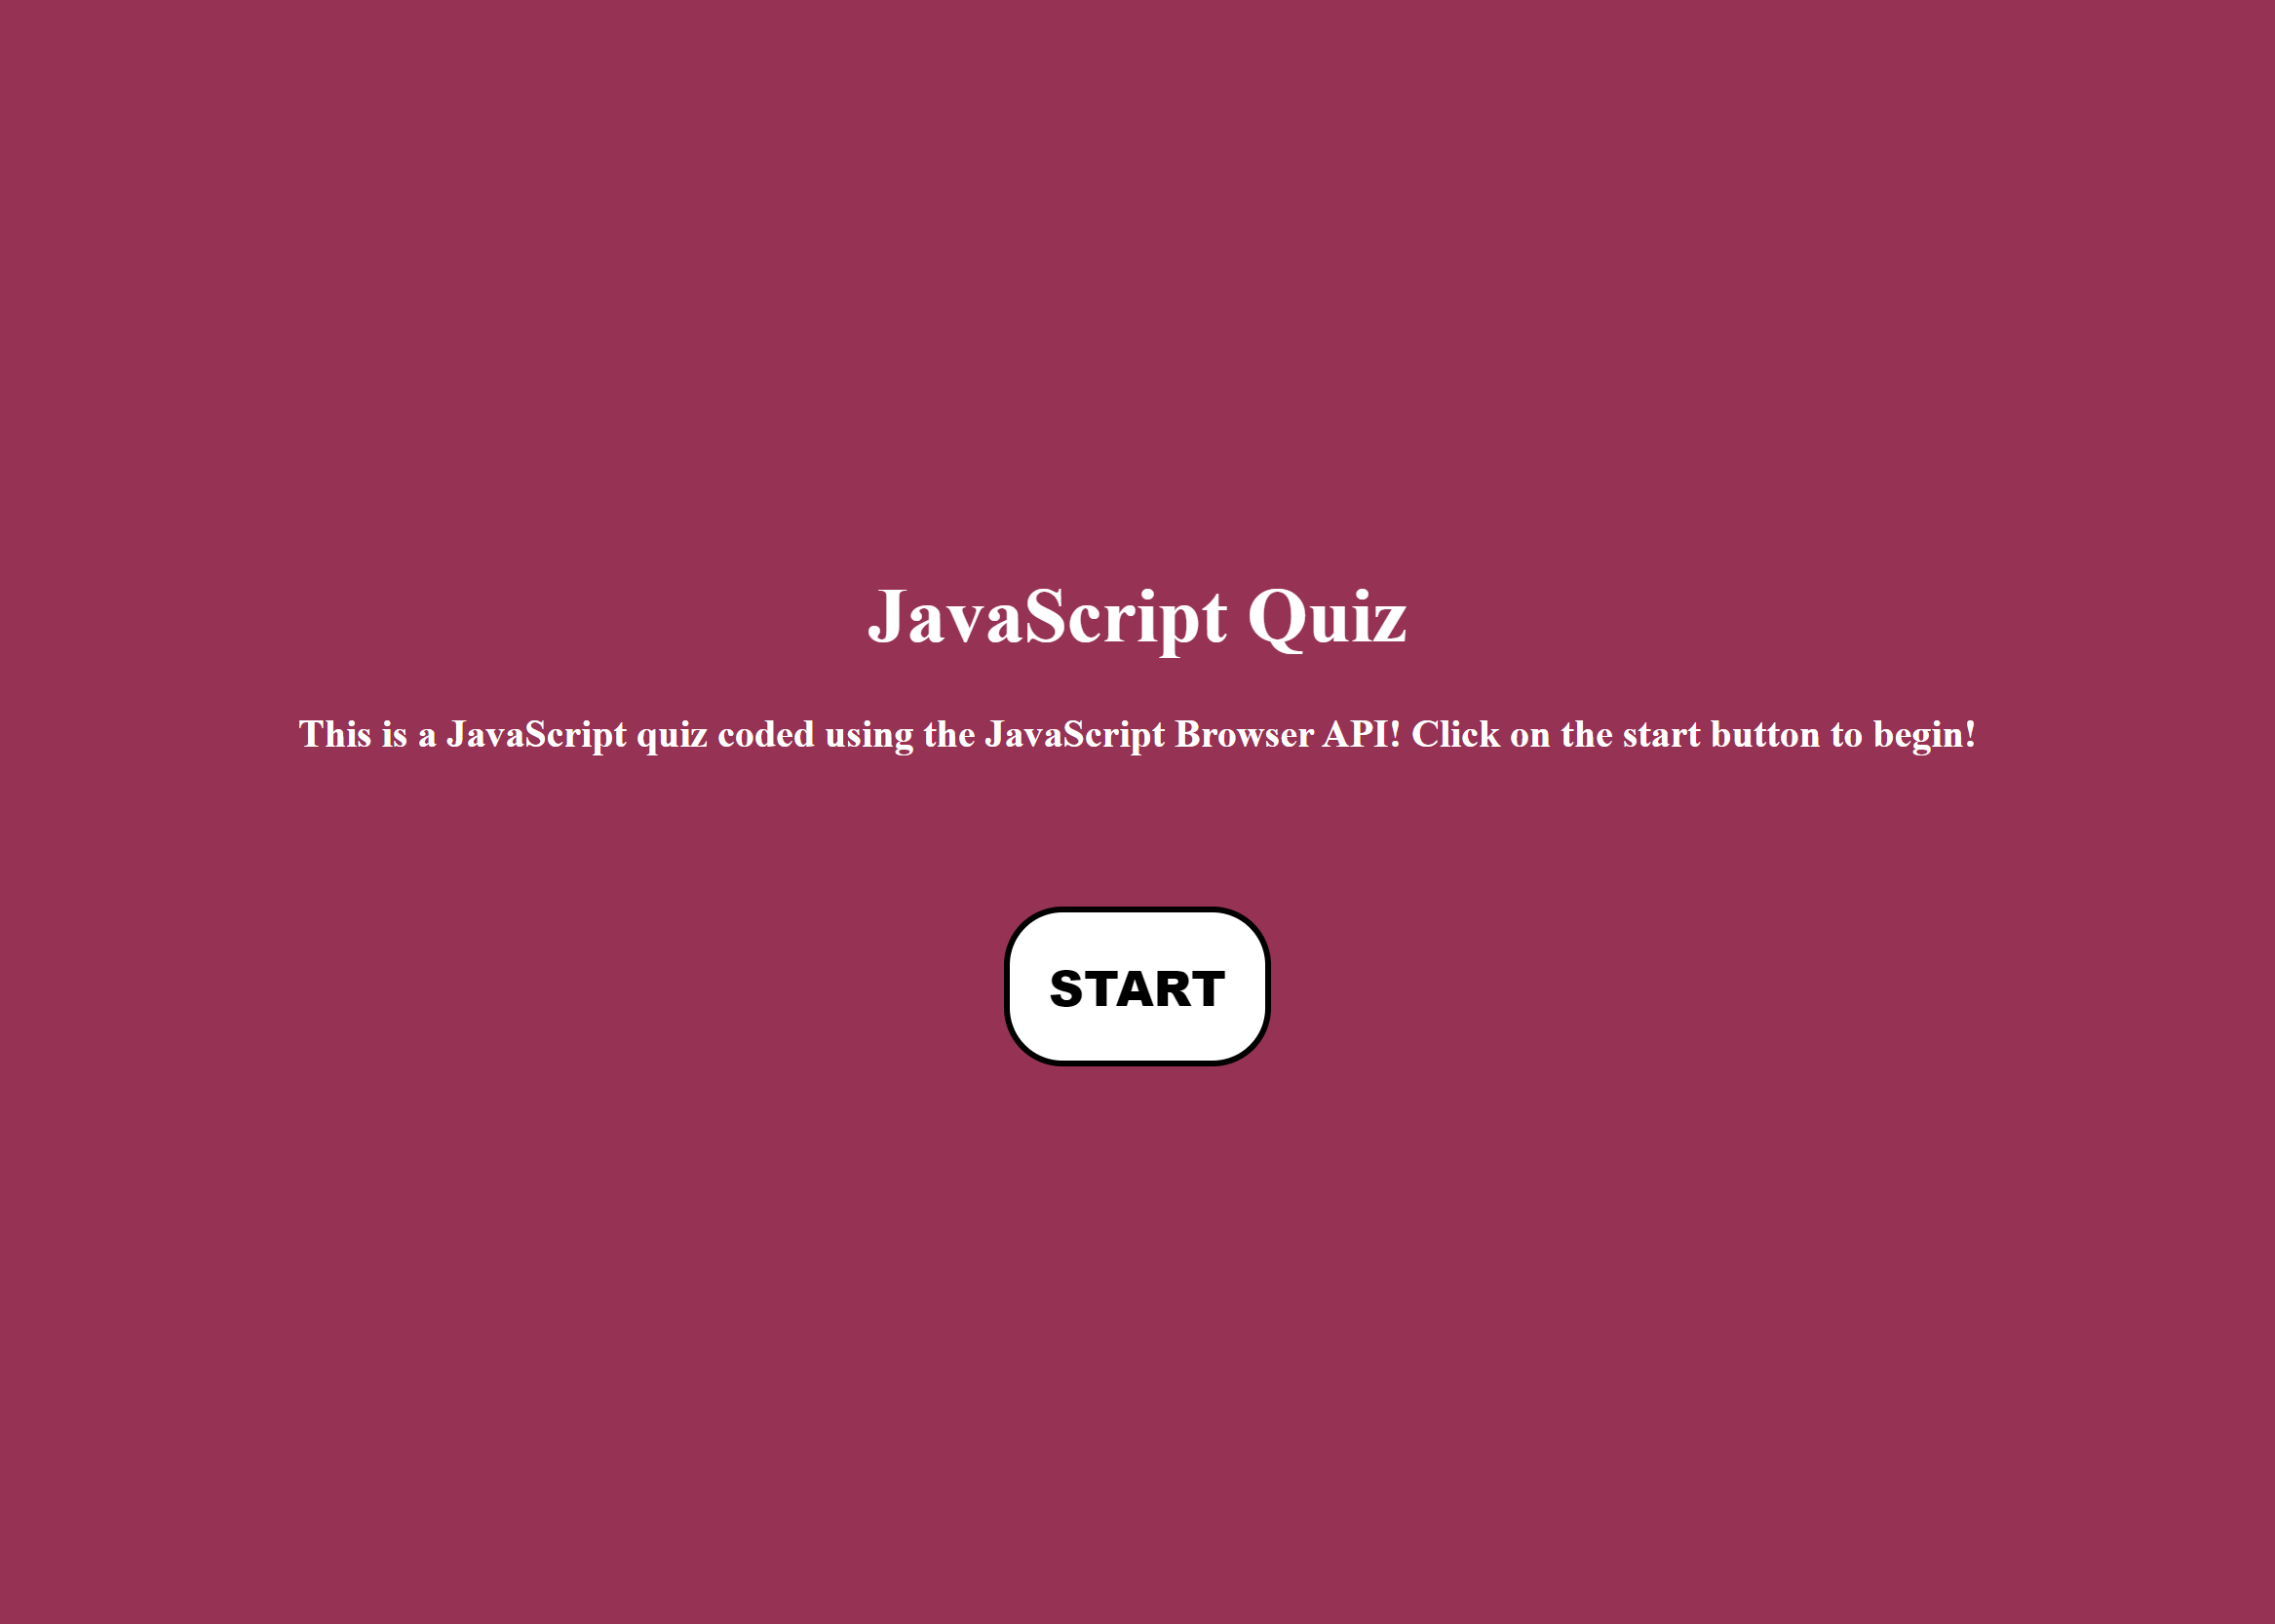 JavaScript Quiz
This is a JavaScript quiz coded using the JavaScript Browser API! Click on the start button to begin!
START